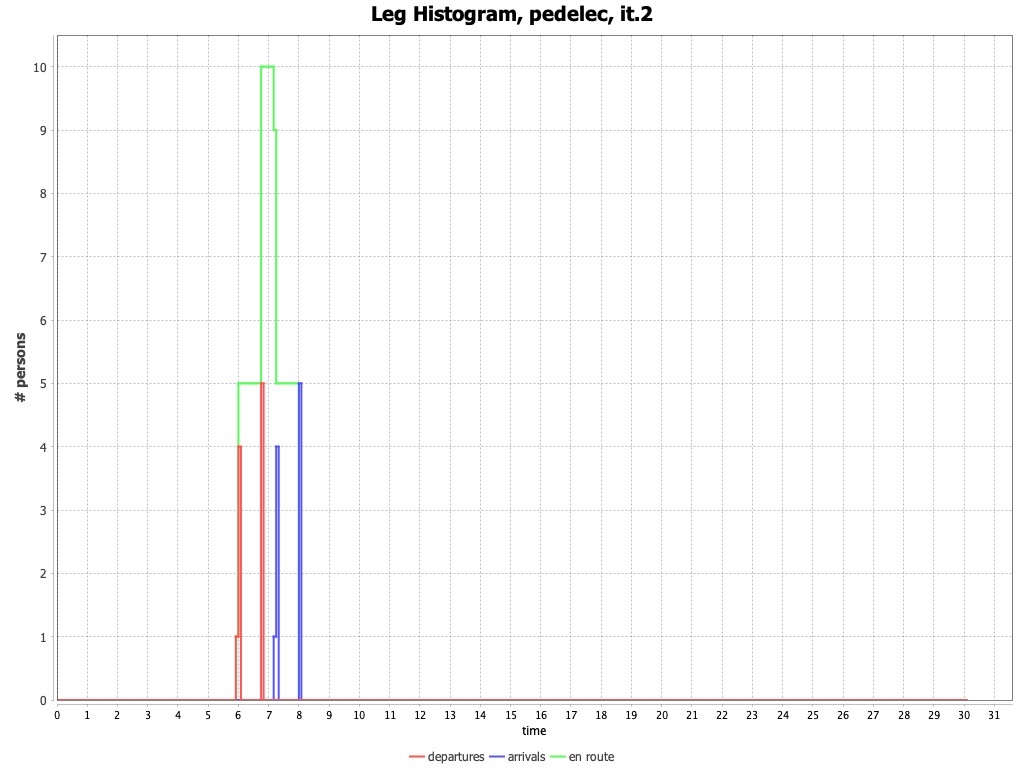 Leg Histogram, pedelec, it.2
# persons
10
9
8
7
6
5
4
3
2
1
0
0 1 2 3 4 5 6 7 8 9 10 11 12 13 14 15 16 17 18 19 20 21 22 23 24 25 26 27 28 29 30 31
time
departures arrivals en route